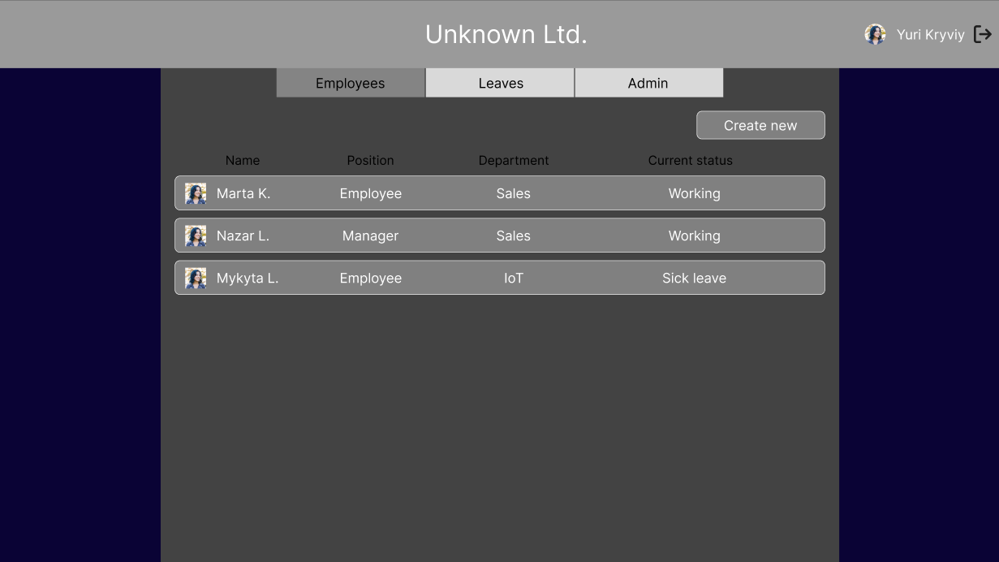 Unknown Ltd.
Yuri Kryviy
Employees Leaves Admin
Create new
Name Position Department Current status
Marta K. Employee Sales Working
Nazar L. Manager Sales Working
Mykyta L. Employee IoT Sick leave